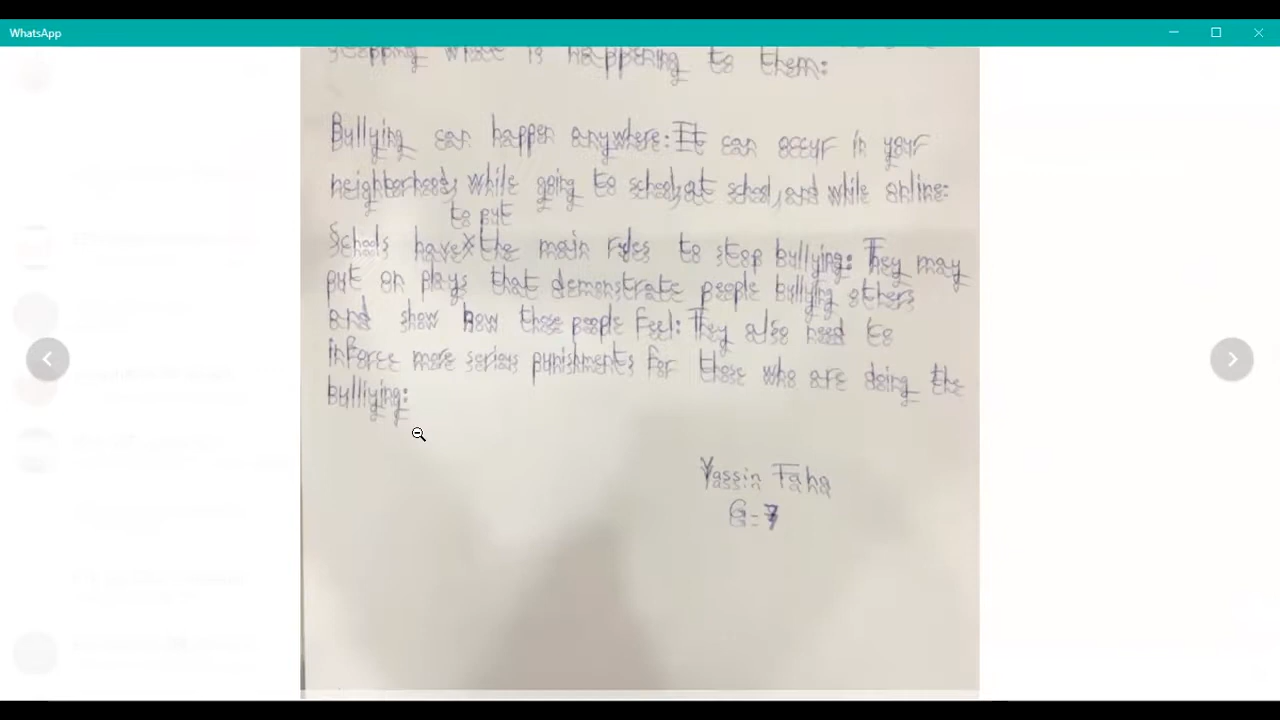 WhatsApp
what is happening to them.
Bullying can happen anywhere. It can occur in your
neighborhood, while going to school, at school, and while online.
to put
Schools have x the main rules to stop bullying. They may
put on plays that demonstrate people bullying others
and show how those people feel. They also need to
inforce more serious punishments for those who are doing the
bulliying.
Yassin Taha
G=7